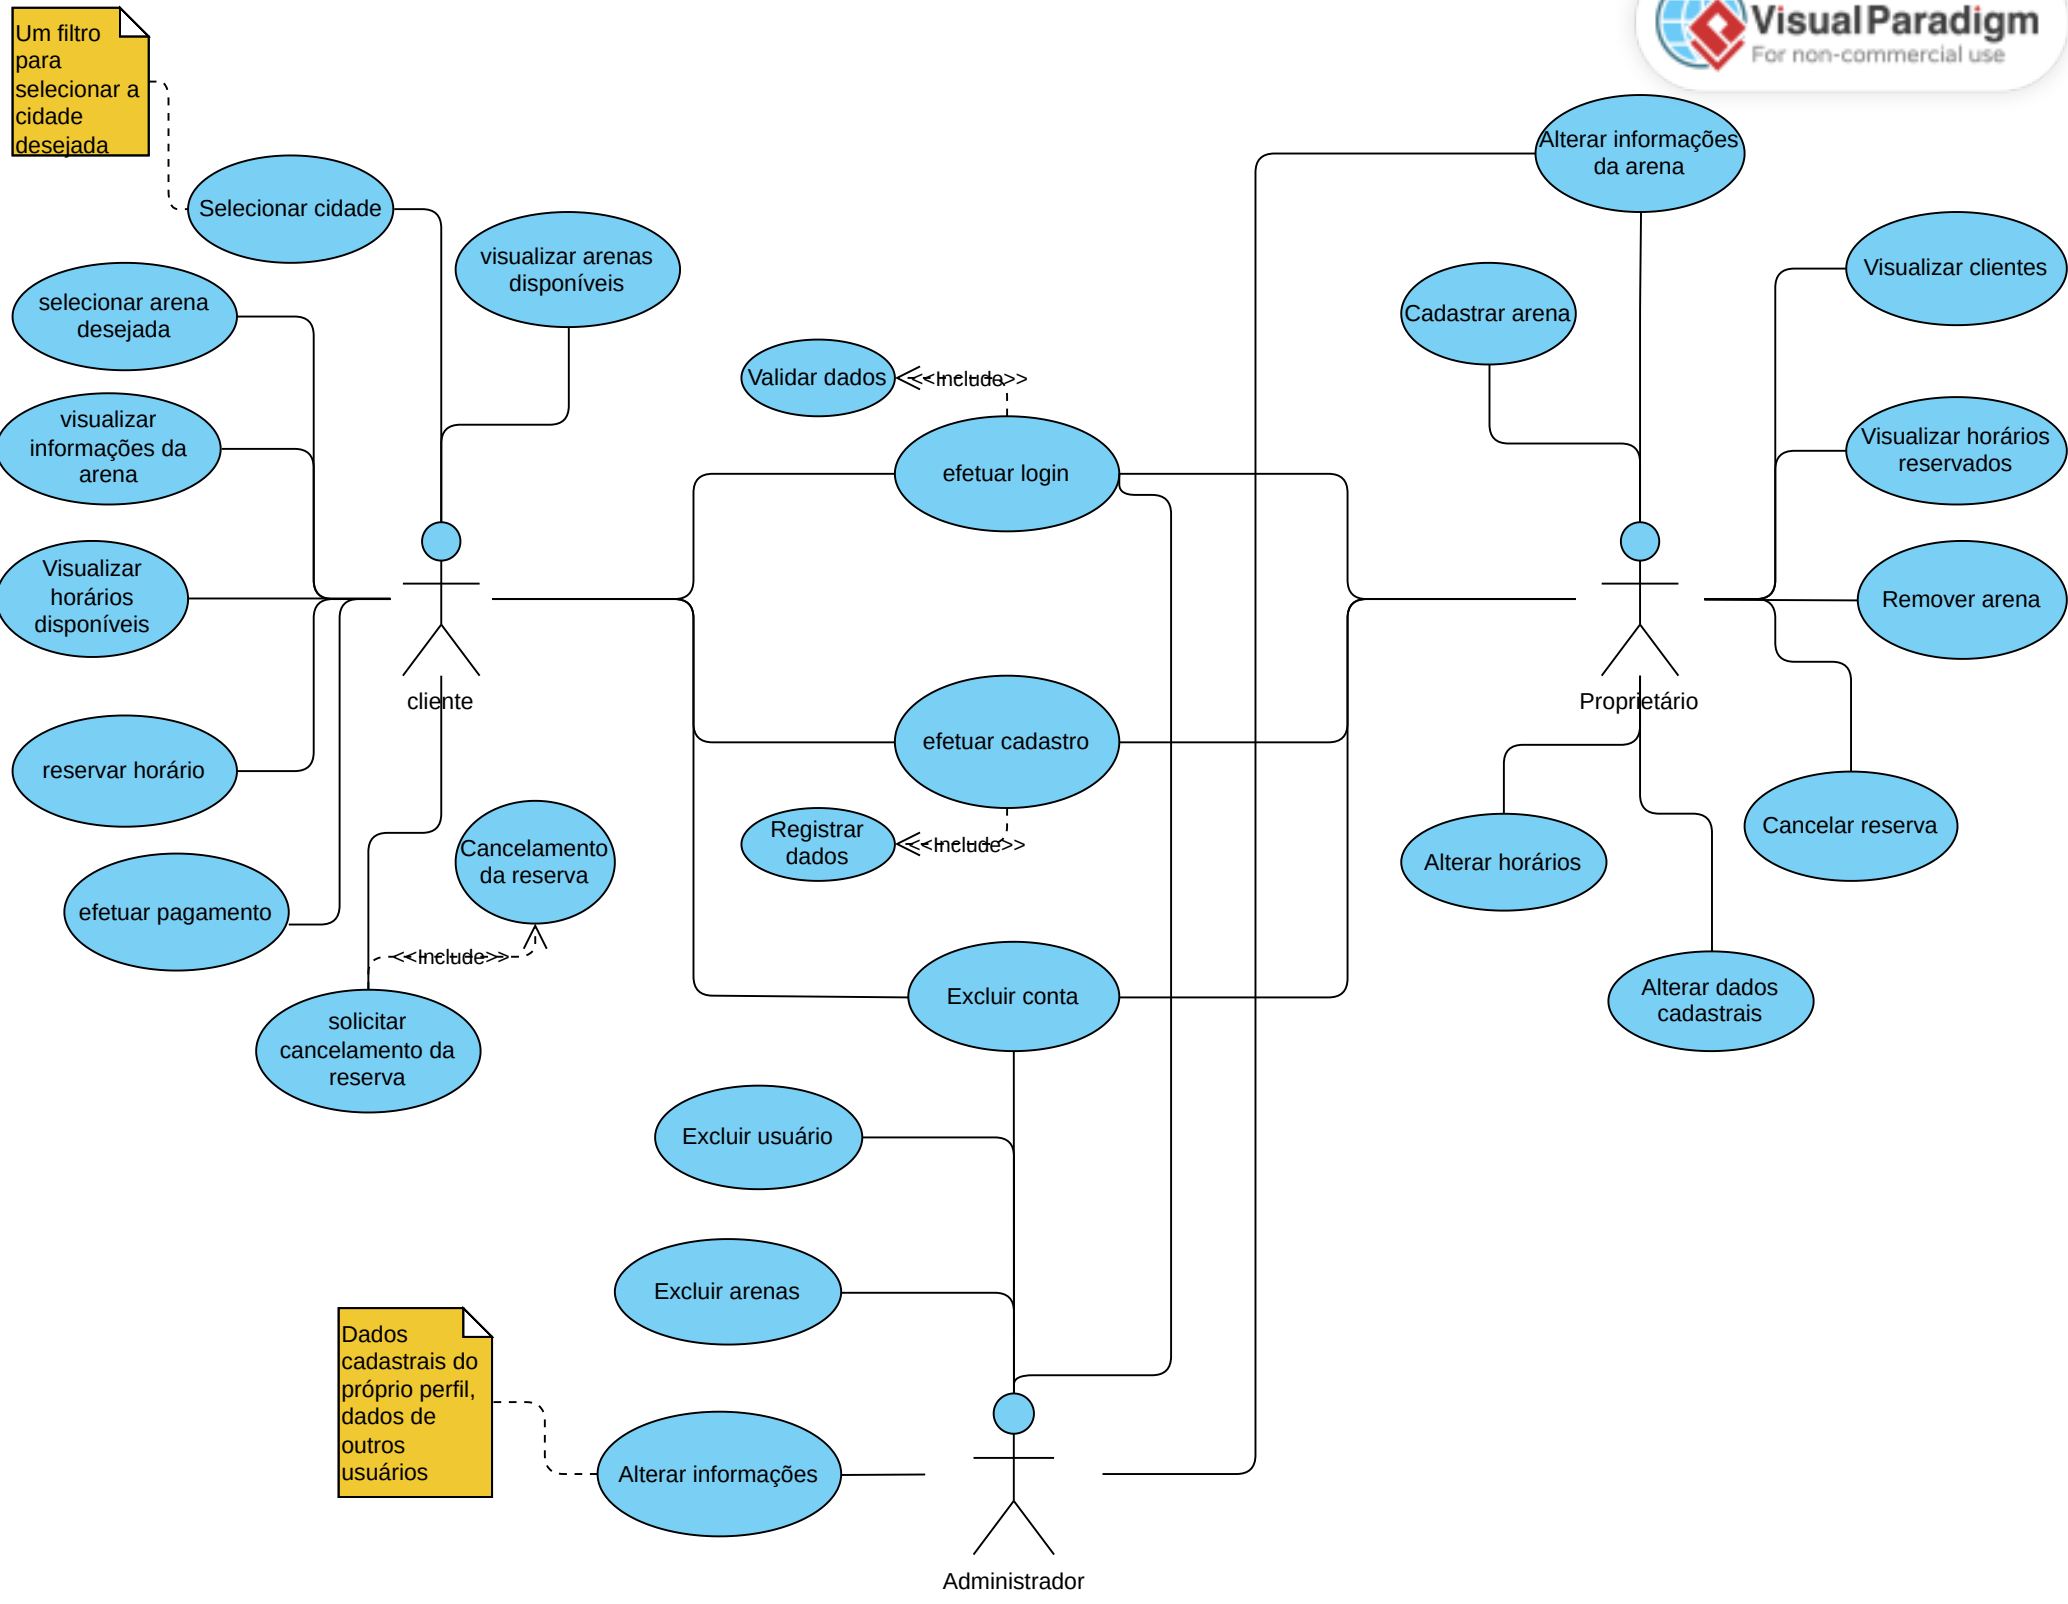 Um filtro
para
selecionar a
cidade
desejada
Visual Paradigm
For non-commercial use
Alterar informações
da arena
Selecionar cidade
visualizar arenas
disponíveis
Visualizar clientes
selecionar arena
desejada
Cadastrar arena
Validar dados
<<Include>>
visualizar
informações da
arena
efetuar login
Visualizar horários
reservados
Visualizar
horários
disponíveis
Remover arena
cliente
Proprietário
efetuar cadastro
reservar horário
Registrar
dados
<<Include>>
Cancelar reserva
Cancelamento
da reserva
Alterar horários
efetuar pagamento
<<Include>>
Excluir conta
Alterar dados
cadastrais
solicitar
cancelamento da
reserva
Excluir usuário
Excluir arenas
Dados
cadastrais do
próprio perfil,
dados de
outros
usuários
Alterar informações
Administrador